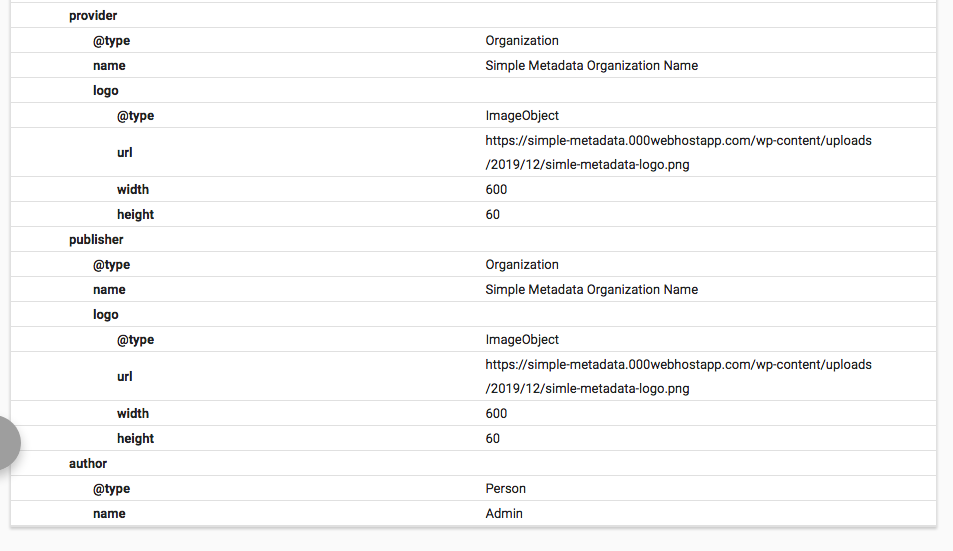 provider
@type Organization
name Simple Metadata Organization Name
logo
@type ImageObject
url https://simple-metadata.000webhostapp.com/wp-content/uploads
/2019/12/simle-metadata-logo.png
width 600
height 60
publisher
@type Organization
name Simple Metadata Organization Name
logo
@type ImageObject
url https://simple-metadata.000webhostapp.com/wp-content/uploads
/2019/12/simle-metadata-logo.png
width 600
height 60
author
@type Person
name Admin